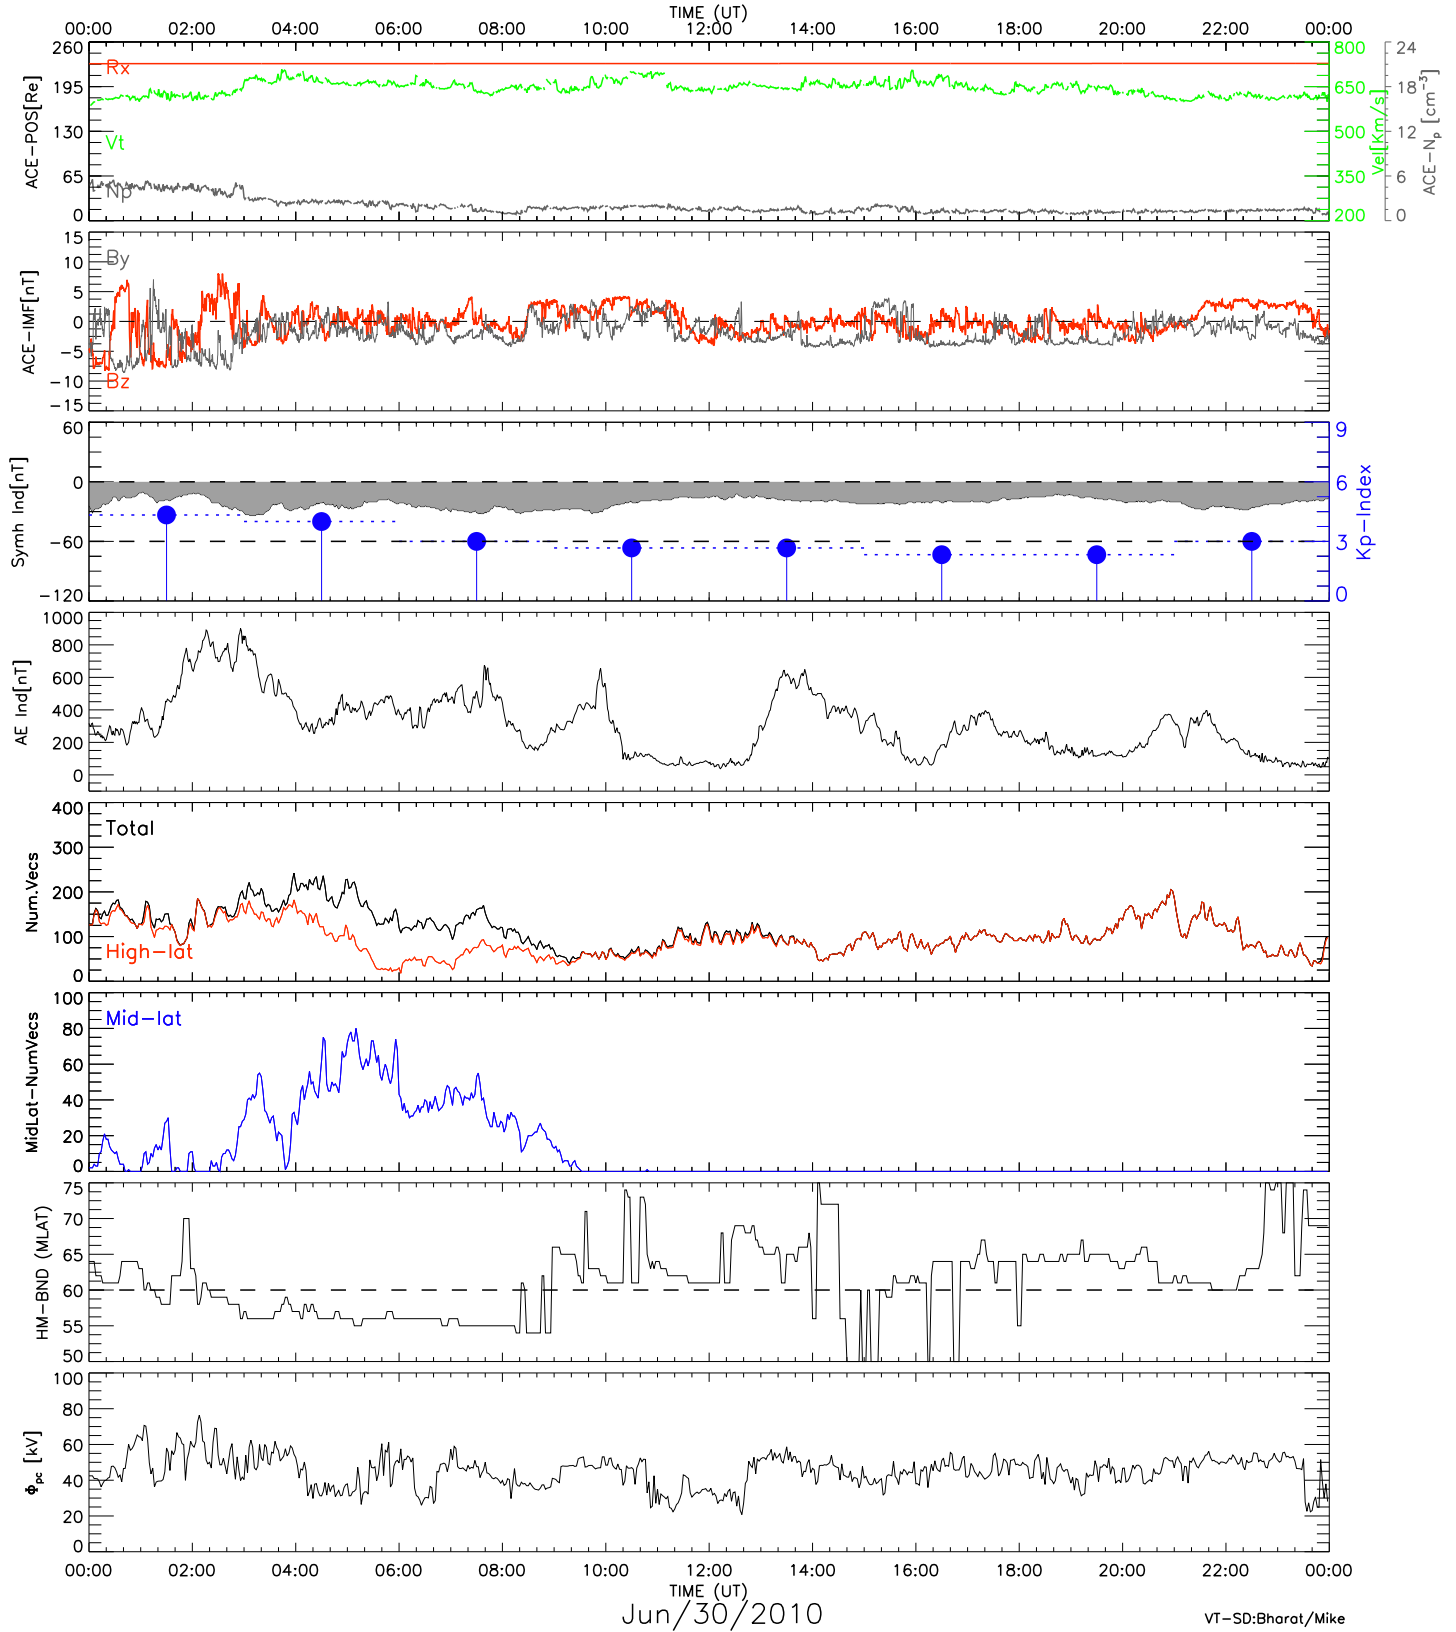 TIME (UT)
00:00 02:00 04:00 06:00 08:00 10:00 12:00 14:00 16:00 18:00 20:00 22:00 00:00
ACE-POS[Re]
260
195
130
65
0
Rx
Vt
Np
800
650
500
350
200
Vel[Km/s]
24
18
12
6
0
ACE-Np [cm-3]
ACE-IMF[nT]
15
10
5
0
-5
-10
-15
By
Bz
Symh Ind[nT]
60
0
-60
-120
9
6
3
0
Kp-Index
AE Ind[nT]
1000
800
600
400
200
0
Num.Vecs
400
300
200
100
0
Total
High-lat
MidLat-NumVecs
100
80
60
40
20
0
Mid-lat
HM-BND (MLAT)
75
70
65
60
55
50
Φpc [kV]
100
80
60
40
20
0
00:00 02:00 04:00 06:00 08:00 10:00 12:00 14:00 16:00 18:00 20:00 22:00 00:00
TIME (UT)
Jun/30/2010
VT-SD:Bharat/Mike